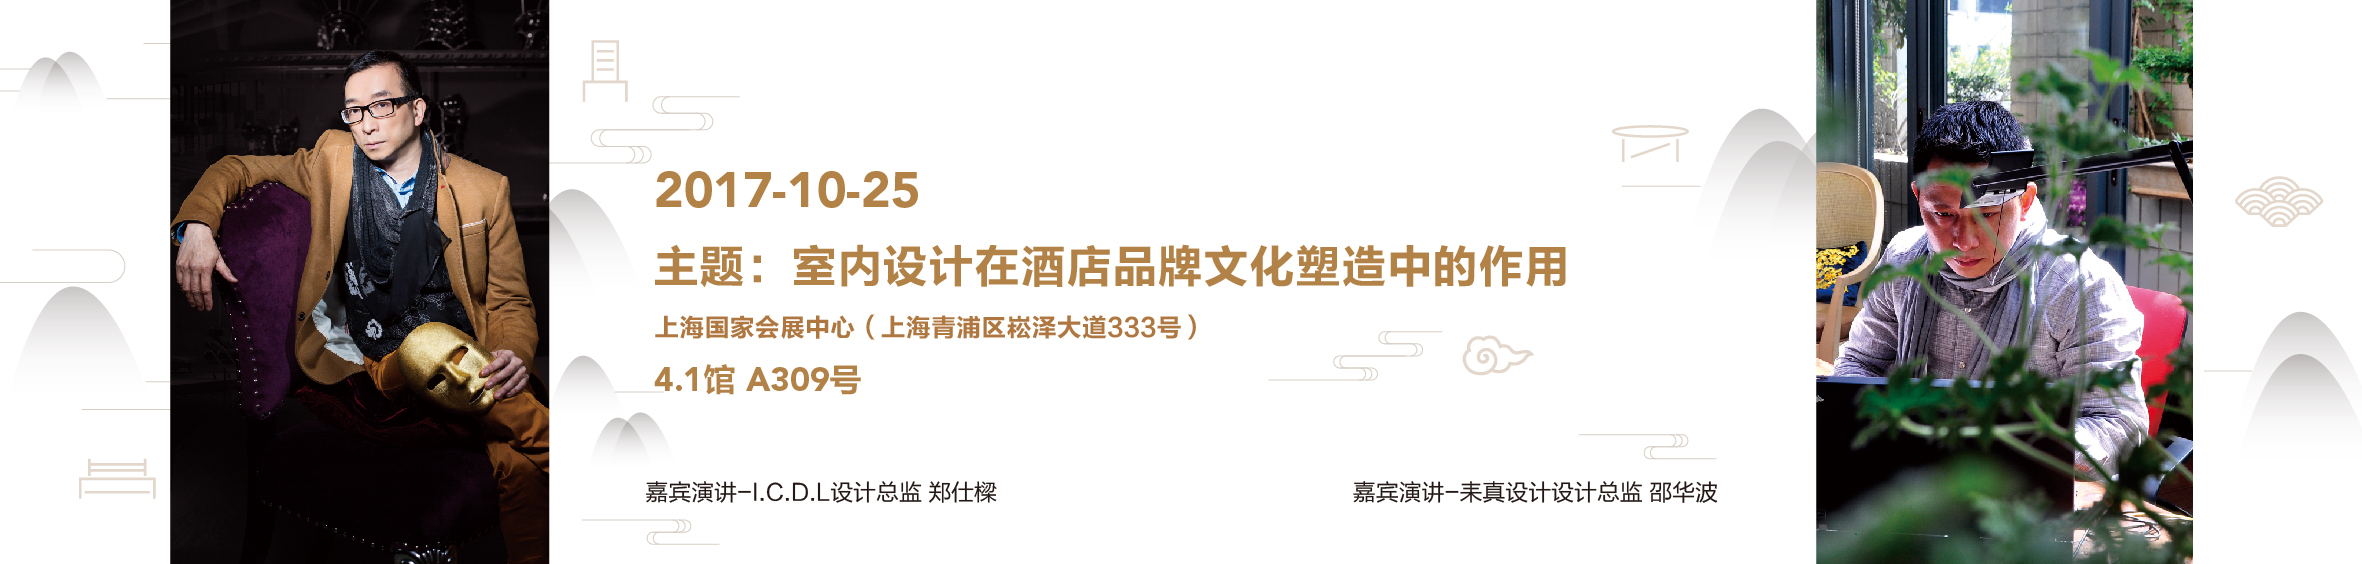 2017-10-25
主题：室内设计在酒店品牌文化塑造中的作用
上海国家会展中心（上海青浦区崧泽大道333号）
4.1馆 A309号
嘉宾演讲-I.C.D.L设计总监 郑仕樑
嘉宾演讲-耒真设计设计总监 邵华波